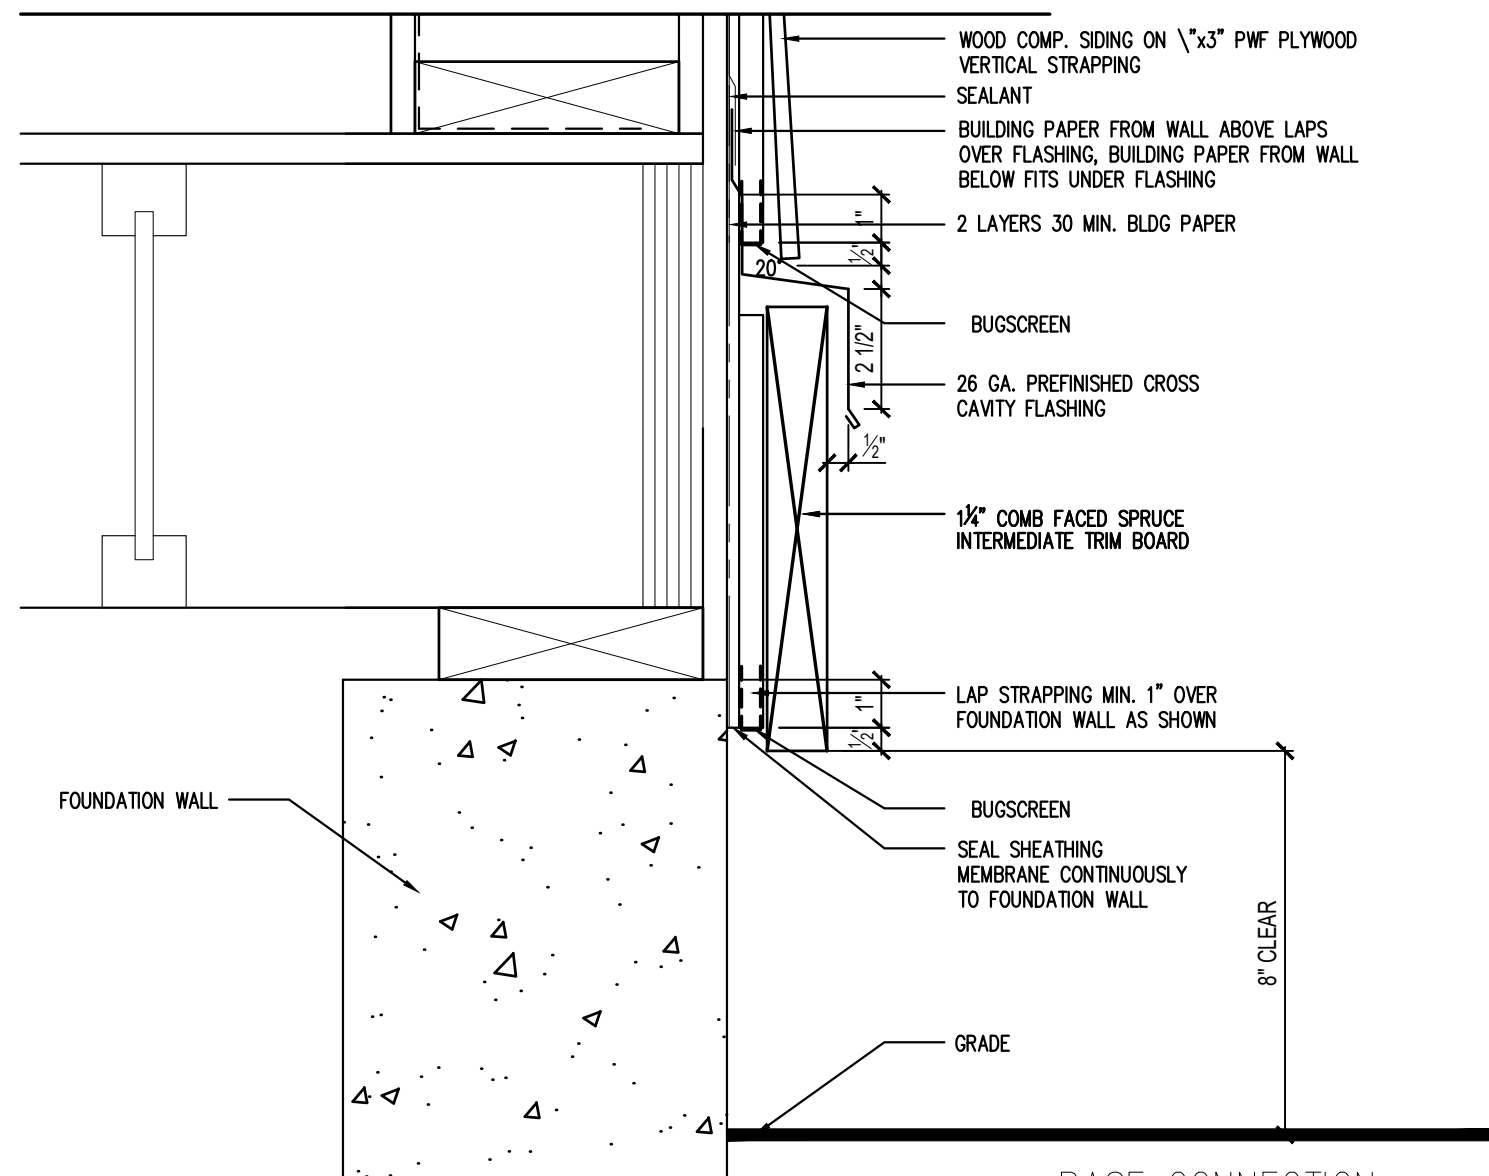 WOOD COMP. SIDING ON \"x3" PWF PLYWOOD
VERTICAL STRAPPING
SEALANT
BUILDING PAPER FROM WALL ABOVE LAPS
OVER FLASHING, BUILDING PAPER FROM WALL
BELOW FITS UNDER FLASHING
1"
2 LAYERS 30 MIN. BLDG PAPER
1/2"
20°
BUGSCREEN
2 1/2"
26 GA. PREFINISHED CROSS
CAVITY FLASHING
1/2"
1 1/4" COMB FACED SPRUCE
INTERMEDIATE TRIM BOARD
LAP STRAPPING MIN. 1" OVER
FOUNDATION WALL AS SHOWN
1"
1/2"
FOUNDATION WALL
BUGSCREEN
SEAL SHEATHING
MEMBRANE CONTINUOUSLY
TO FOUNDATION WALL
8" CLEAR
GRADE
BASE CONNECTION